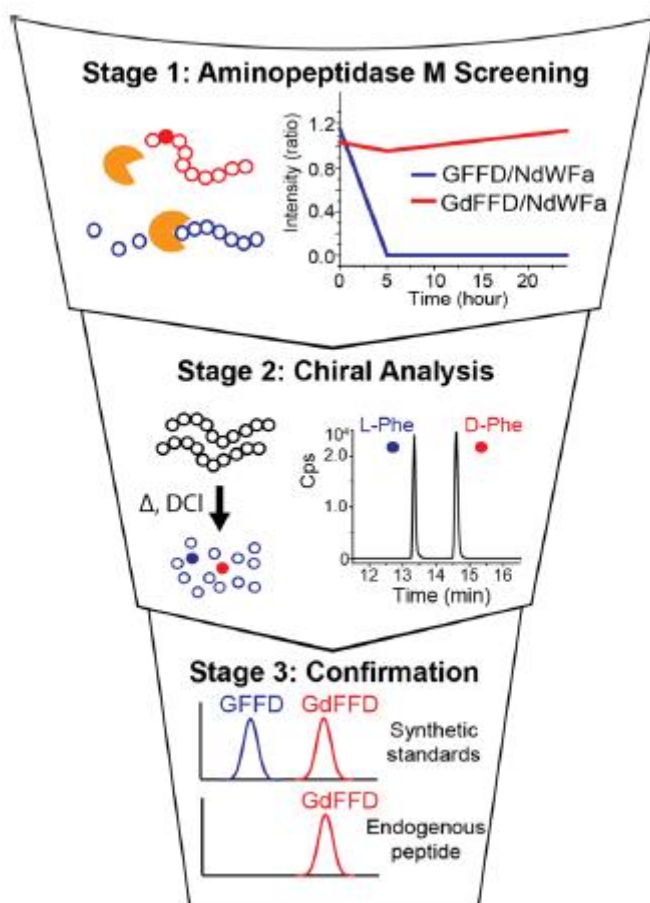 Stage 1: Aminopeptidase M Screening
Intensity (ratio)
1.2
0.8
0.4
0.0
GFFD/NdWFa
GdFFD/NdWFa
0 5 10 15 20
Time (hour)
Stage 2: Chiral Analysis
Δ, DCl
L-Phe
D-Phe
Cps
10⁴
2.0
1.0
0
12 13 14 15 16
Time (min)
Stage 3: Confirmation
GFFD GdFFD
Synthetic
standards
GdFFD
Endogenous
peptide